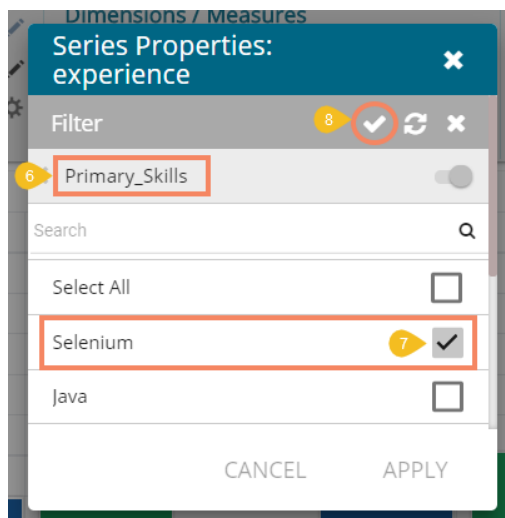 Dimensions / Measures
Series Properties:
experience
Filter
8
6
Primary_Skills
Search
Select All
Selenium
7
Java
CANCEL
APPLY